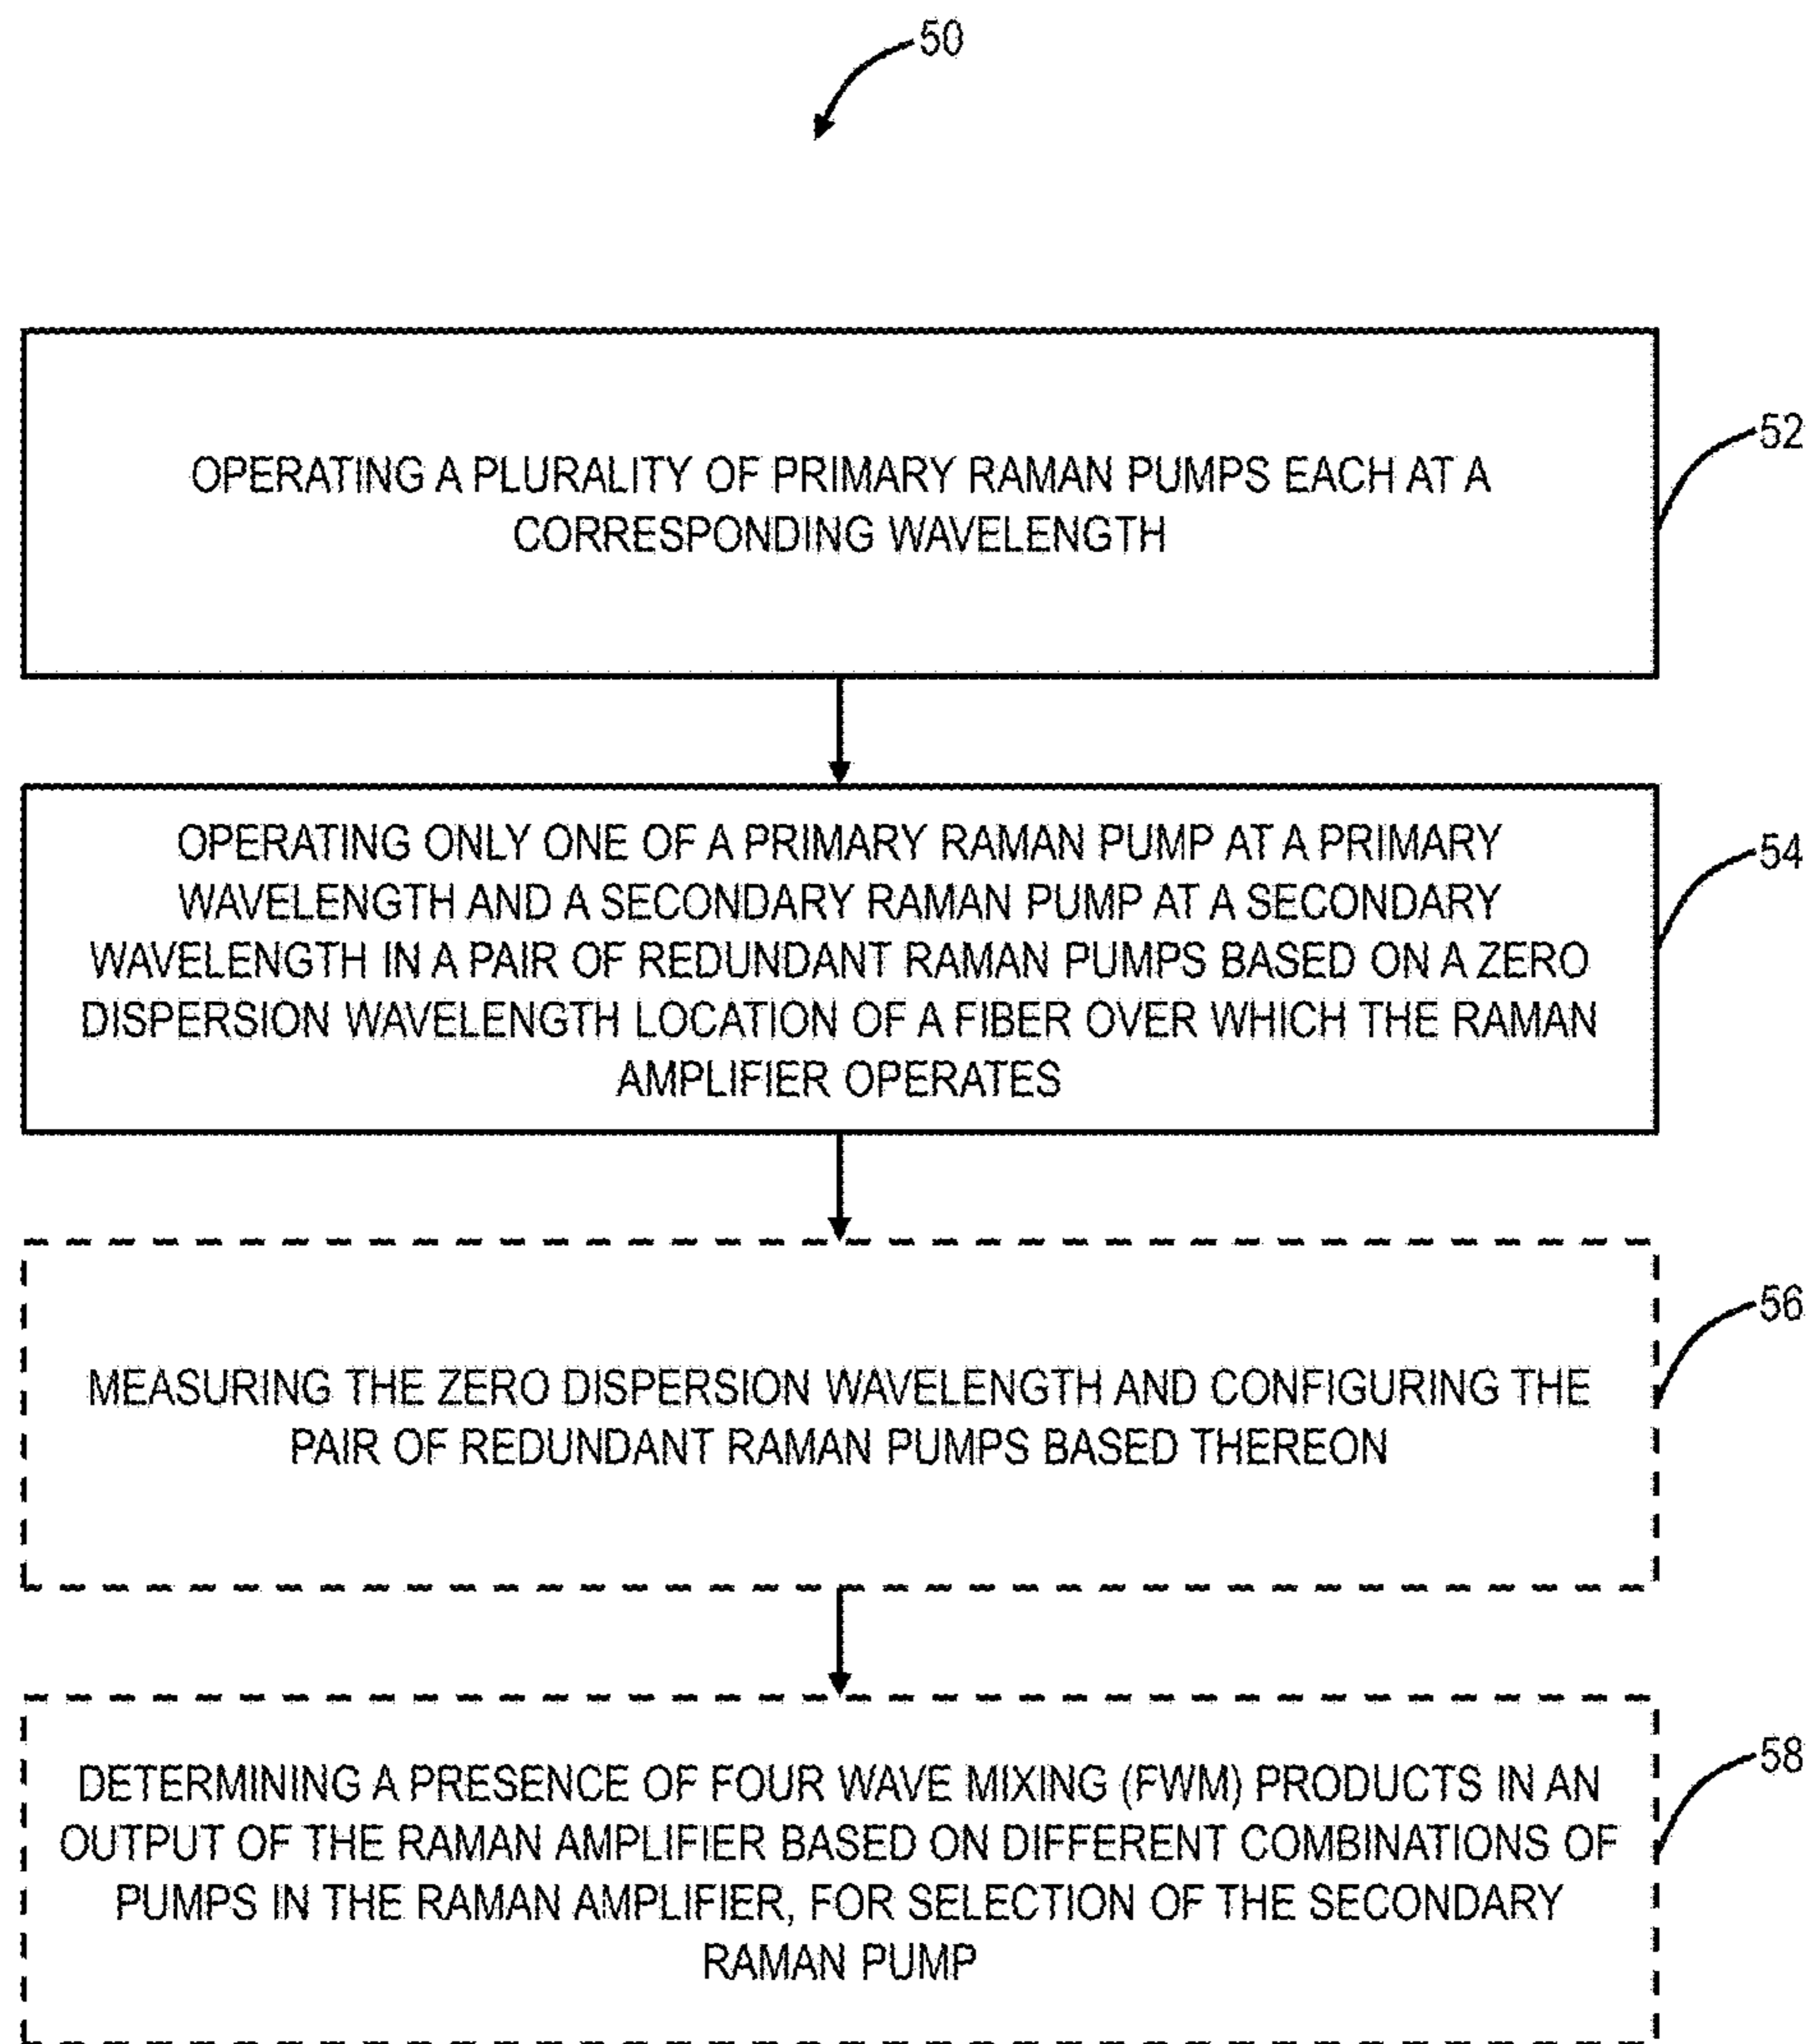 50
OPERATING A PLURALITY OF PRIMARY RAMAN PUMPS EACH AT A
CORRESPONDING WAVELENGTH
52
OPERATING ONLY ONE OF A PRIMARY RAMAN PUMP AT A PRIMARY
WAVELENGTH AND A SECONDARY RAMAN PUMP AT A SECONDARY
WAVELENGTH IN A PAIR OF REDUNDANT RAMAN PUMPS BASED ON A ZERO
DISPERSION WAVELENGTH LOCATION OF A FIBER OVER WHICH THE RAMAN
AMPLIFIER OPERATES
54
MEASURING THE ZERO DISPERSION WAVELENGTH AND CONFIGURING THE
PAIR OF REDUNDANT RAMAN PUMPS BASED THEREON
56
DETERMINING A PRESENCE OF FOUR WAVE MIXING (FWM) PRODUCTS IN AN
OUTPUT OF THE RAMAN AMPLIFIER BASED ON DIFFERENT COMBINATIONS OF
PUMPS IN THE RAMAN AMPLIFIER, FOR SELECTION OF THE SECONDARY
RAMAN PUMP
58